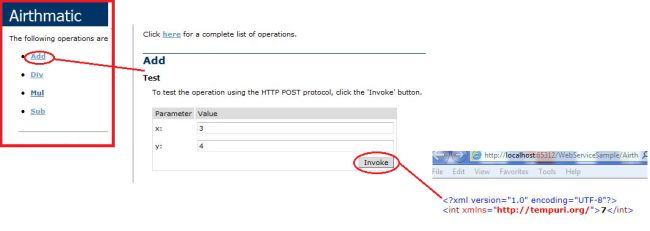 Airthmatic
The following operations are
Add
Div
Mul
Sub
Click here for a complete list of operations.
Add
Test
To test the operation using the HTTP POST protocol, click the 'Invoke' button.
Parameter Value
x: 3
y: 4
Invoke
http://localhost:65312/WebServiceSample/Airth
File Edit View Favorites Tools Help
<?xml version="1.0" encoding="UTF-8"?>
<int xmlns="http://tempuri.org/">7</int>